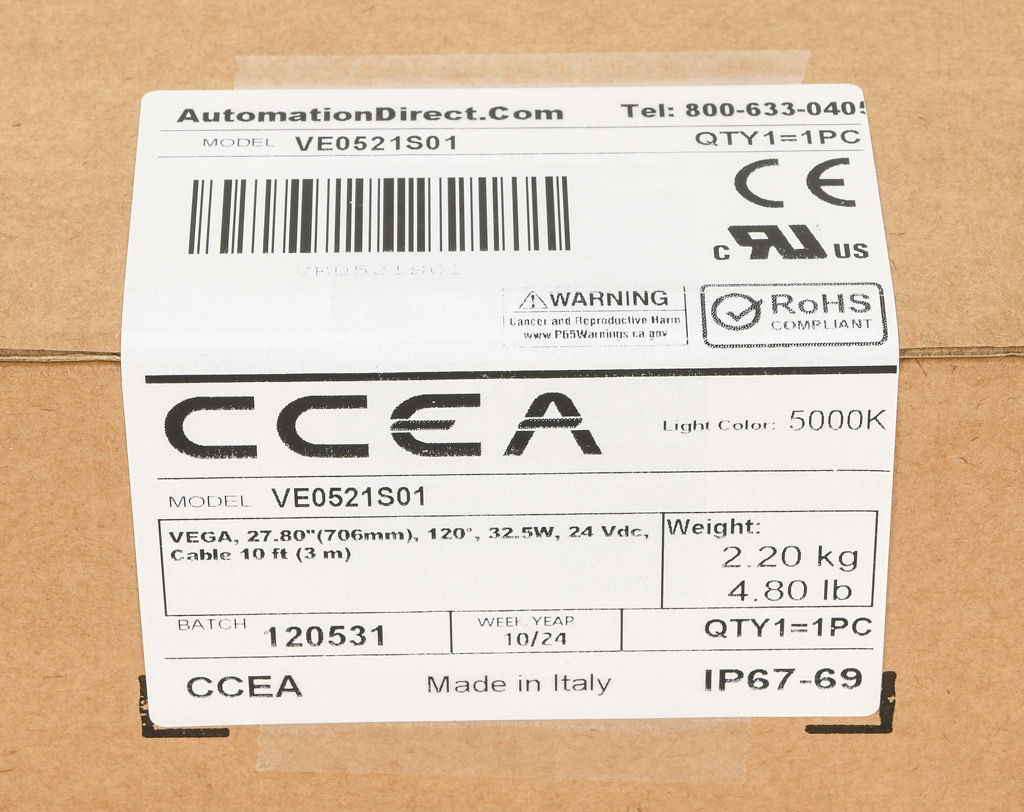 AutomationDirect.Com Tel: 800-633-0405
MODEL VE0521S01 QTY1=1PC
CE
VE0521S01
C RU US
WARNING
Cancer and Reproductive Harm
www.P65Warnings.ca.gov
RoHS
COMPLIANT
CCEA
Light Color: 5000K
MODEL VE0521S01
VEGA, 27.80"(706mm), 120°, 32.5W, 24 Vdc,
Cable 10 ft (3 m)
Weight:
2.20 kg
4.80 lb
BATCH 120531
WEEK YEAR
10/24
QTY1=1PC
CCEA Made in Italy IP67-69